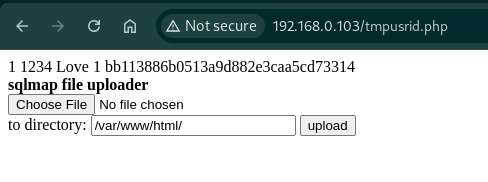 Not secure 192.168.0.103/tmpusrid.php
1 1234 Love 1 bb113886b0513a9d882e3caa5cd73314
sqlmap file uploader
Choose File No file chosen
to directory: /var/www/html/ upload